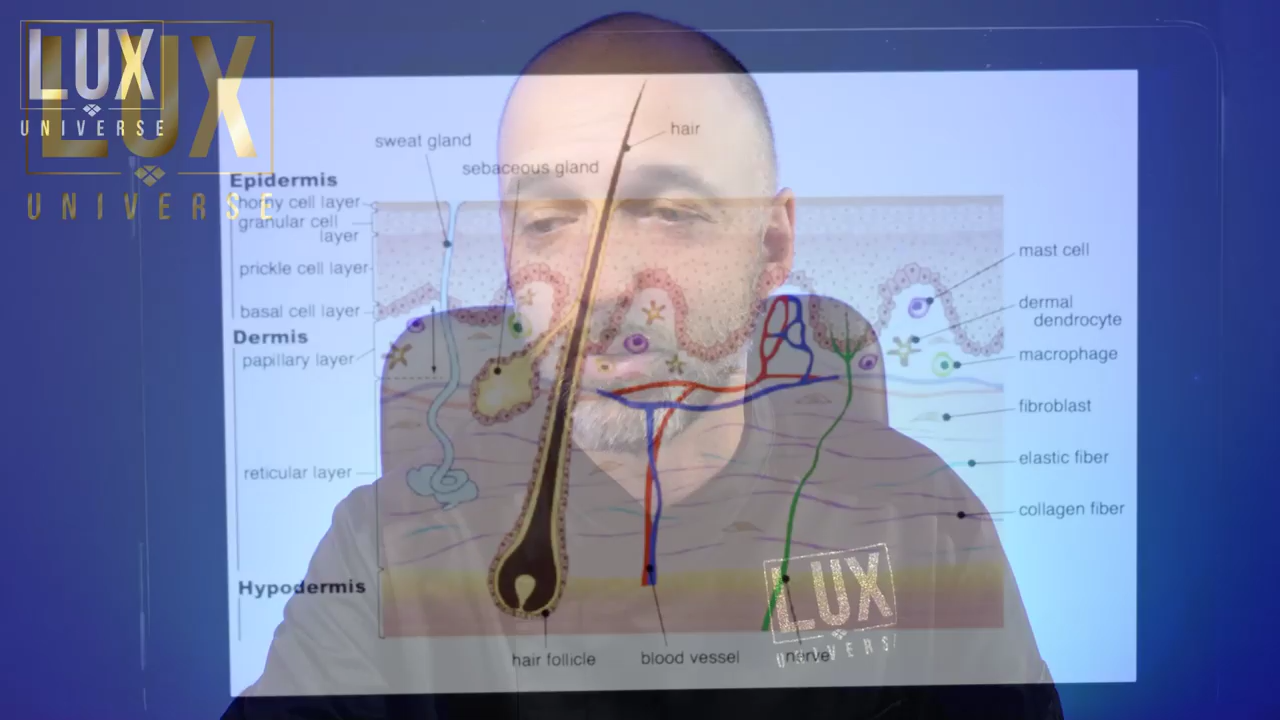 LUX
UNIVERSE
LUX
UNIVERSE
hair
sweat gland
sebaceous gland
Epidermis
horny cell layer
granular cell
layer
prickle cell layer
basal cell layer
Dermis
papillary layer
reticular layer
Hypodermis
mast cell
dermal
dendrocyte
macrophage
fibroblast
elastic fiber
collagen fiber
LUX
UNIVERS
hair follicle
blood vessel
nerve